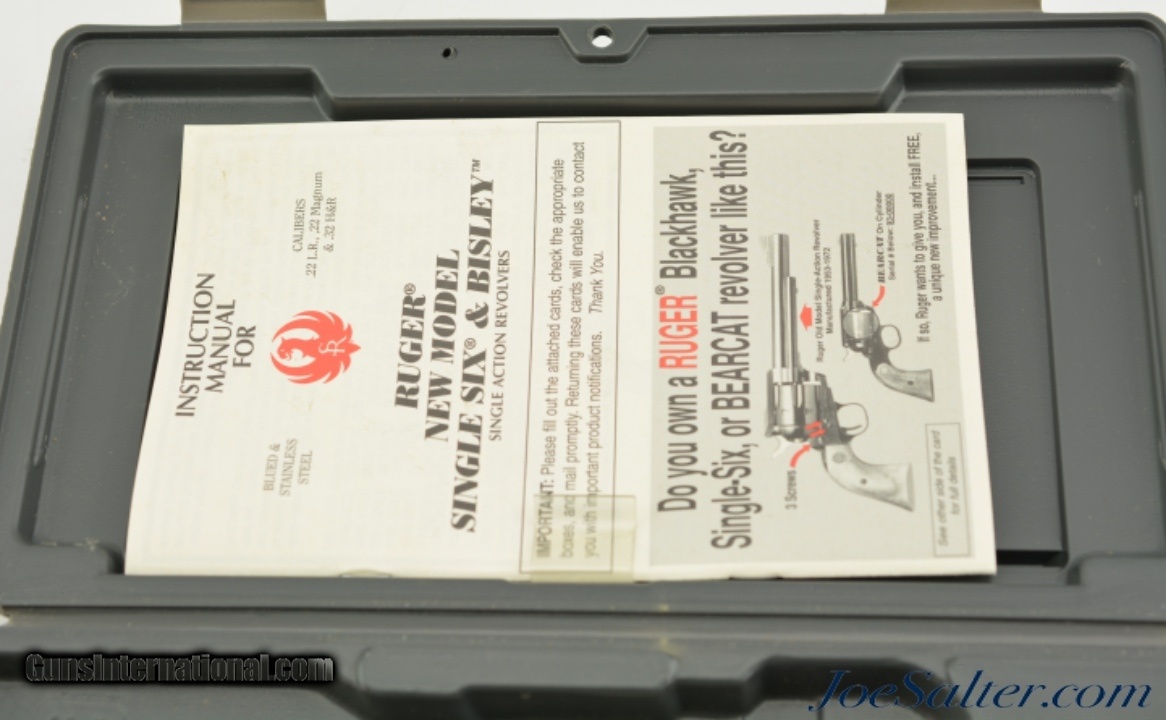 INSTRUCTION
MANUAL
FOR
BLUED &
STAINLESS
STEEL
CALIBERS
.22 L.R., .22 Magnum
& .32 H&R
RUGER®
NEW MODEL
SINGLE SIX® & BISLEY™
SINGLE ACTION REVOLVERS
IMPORTANT: Please fill out the attached cards, check the appropriate
boxes, and mail promptly. Returning these cards will enable us to contact
you with important product notifications. Thank You.
Do you own a RUGER® Blackhawk,
Single-Six, or BEARCAT revolver like this?
3 Screws
Ruger Old Model Single-Action Revolver
Manufactured 1953-1972
BEARCAT On Cylinder
Serial # Below:
If so, Ruger wants to give you, and install FREE,
a unique new improvement...
See other side of the card
for full details
GunsInternational.com
JoeSalter.com